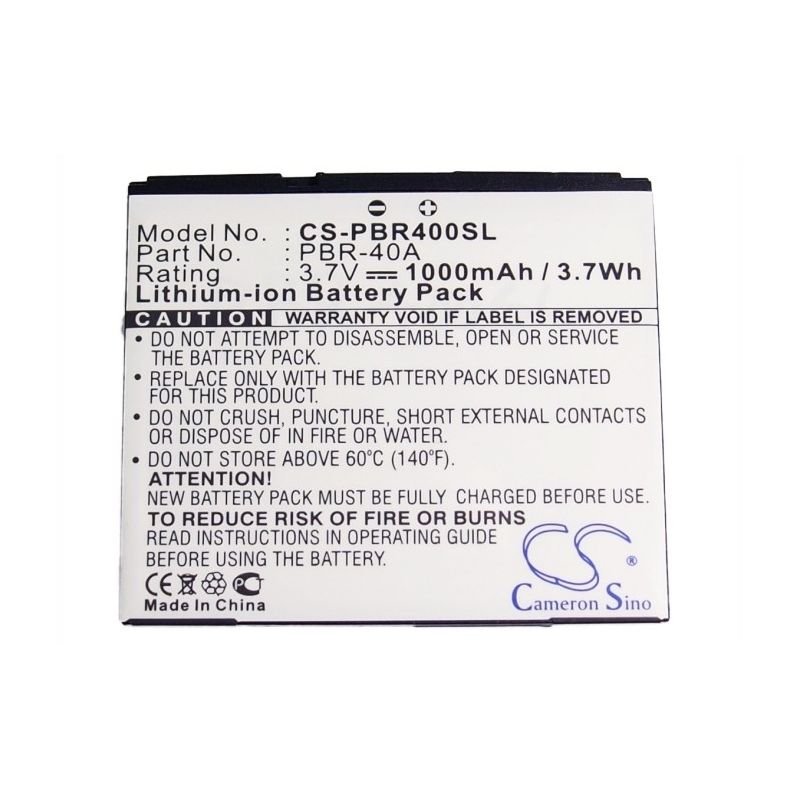 Model No. : CS-PBR400SL
Part No. : PBR-40A
Rating : 3.7V 1000mAh / 3.7Wh
Lithium-ion Battery Pack
CAUTION WARRANTY VOID IF LABEL IS REMOVED
• DO NOT ATTEMPT TO DISASSEMBLE, OPEN OR SERVICE
THE BATTERY PACK.
• REPLACE ONLY WITH THE BATTERY PACK DESIGNATED
FOR THIS PRODUCT.
• DO NOT CRUSH, PUNCTURE, SHORT EXTERNAL CONTACTS
OR DISPOSE OF IN FIRE OR WATER.
• DO NOT STORE ABOVE 60°C (140°F).
ATTENTION!
NEW BATTERY PACK MUST BE FULLY CHARGED BEFORE USE
TO REDUCE RISK OF FIRE OR BURNS
READ INSTRUCTIONS IN OPERATING GUIDE
BEFORE USING THE BATTERY PACK.
CE
MADE IN CHINA
CS®
Cameron Sino